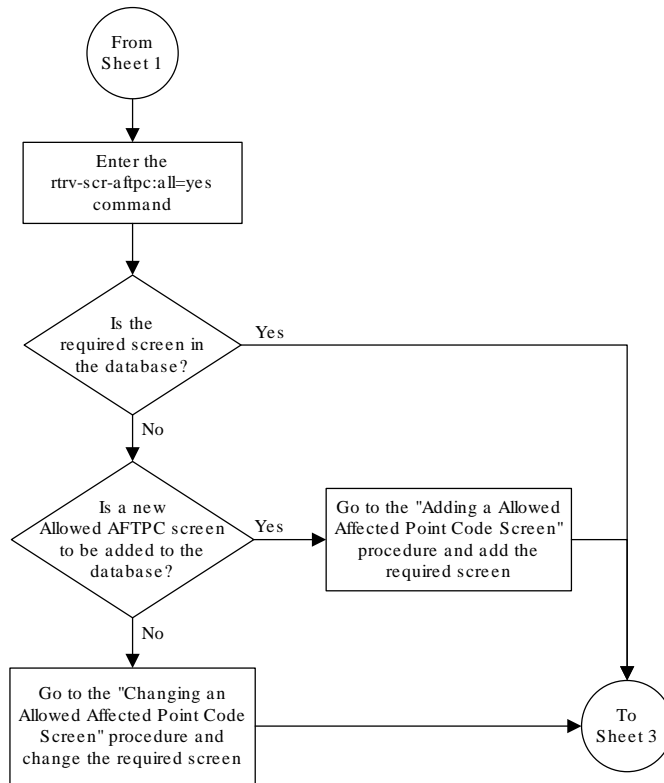 From
Sheet 1
Enter the
rtrv-scr-aftpc:all=yes
command
Is the
required screen in
the database?
Yes
No
Is a new
Allowed AFTPC screen
to be added to the
database?
Yes
Go to the "Adding a Allowed
Affected Point Code Screen"
procedure and add the
required screen
No
Go to the "Changing an
Allowed Affected Point Code
Screen" procedure and
change the required screen
To
Sheet 3